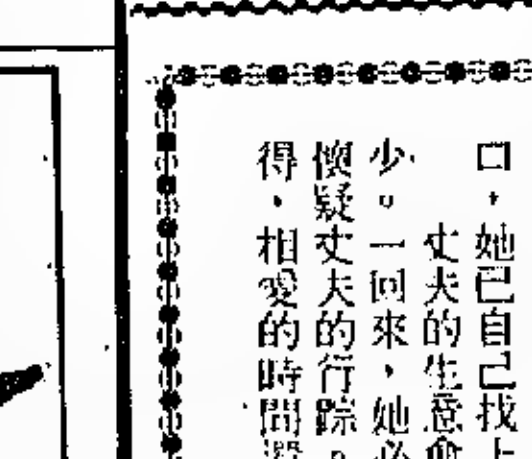 口，她已自己找上
丈夫的生意愈
少。一回來，她必
懷疑丈夫的行踪。
得，相愛的時間